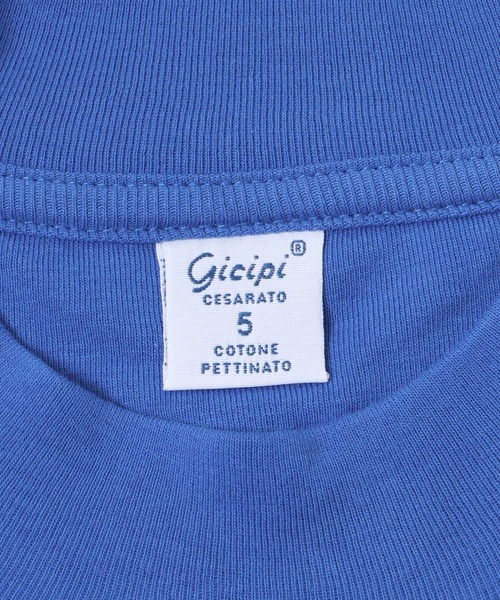 Gicipi®
CESARATO
5
COTONE
PETTINATO